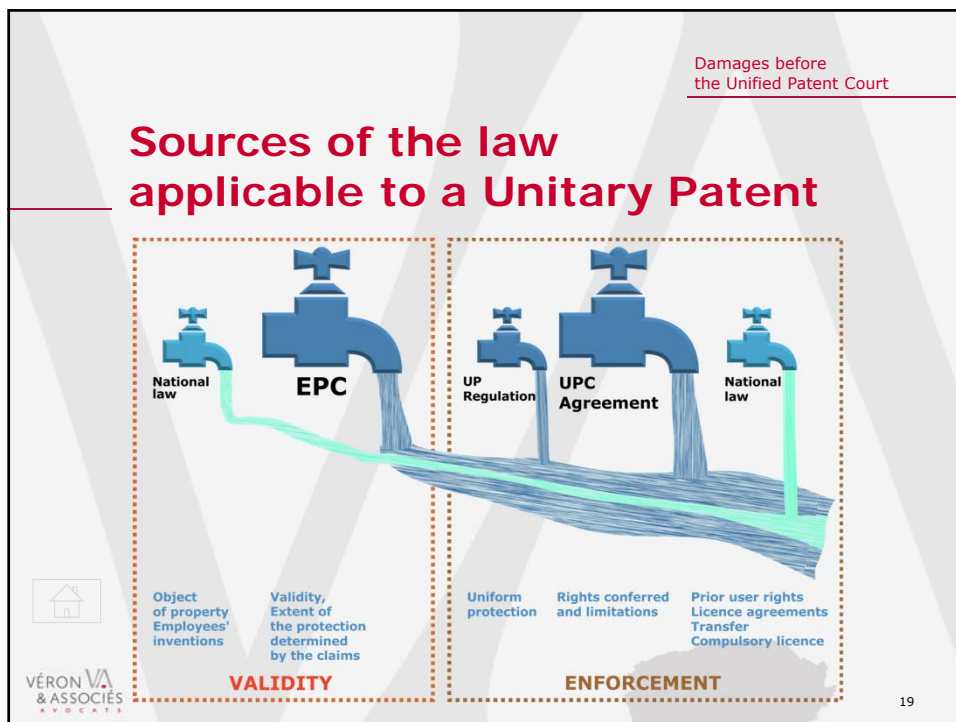 Damages before
the Unified Patent Court
Sources of the law
applicable to a Unitary Patent
National
law
EPC
UP
Regulation
UPC
Agreement
National
law
Object
of property
Employees'
inventions
Validity,
Extent of
the protection
determined
by the claims
Uniform
protection
Rights conferred
and limitations
Prior user rights
Licence agreements
Transfer
Compulsory licence
VALIDITY
ENFORCEMENT
VÉRON VA
& ASSOCIÉS
AVOCATS
19